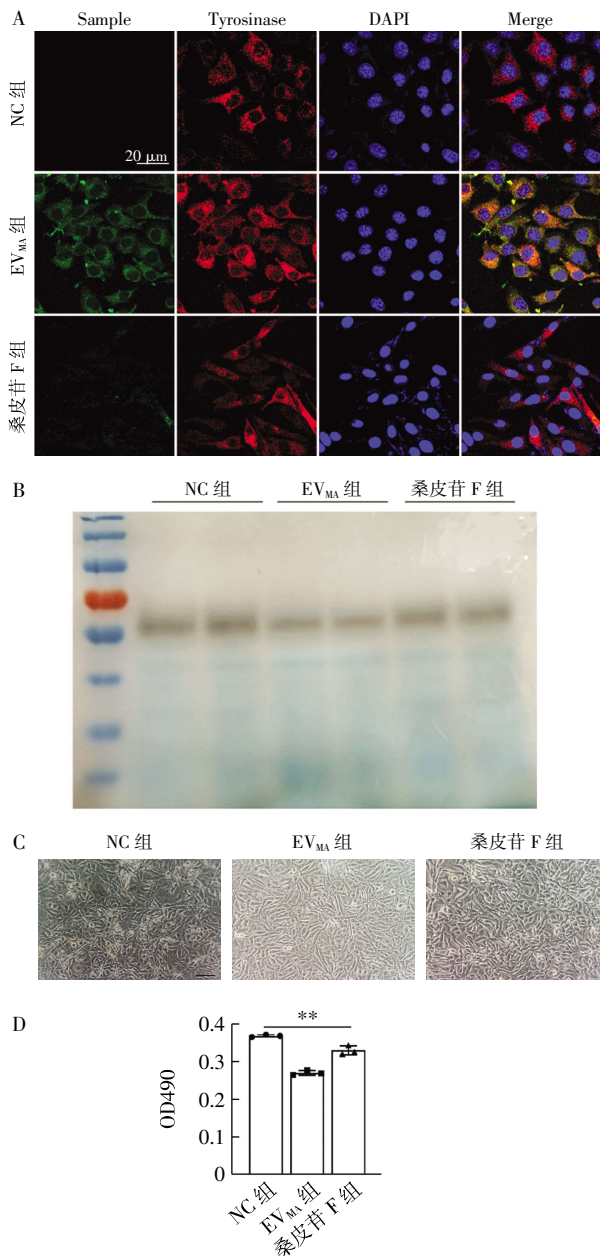 A
Sample Tyrosinase DAPI Merge
NC 组
20 μm
EVMA 组
桑皮苷 F 组
B
NC 组 EVMA 组 桑皮苷 F 组
C
NC 组 EVMA 组 桑皮苷 F 组
D
**
0.4
0.3
0.2
0.1
0
OD490
NC 组
EVMA 组
桑皮苷 F 组